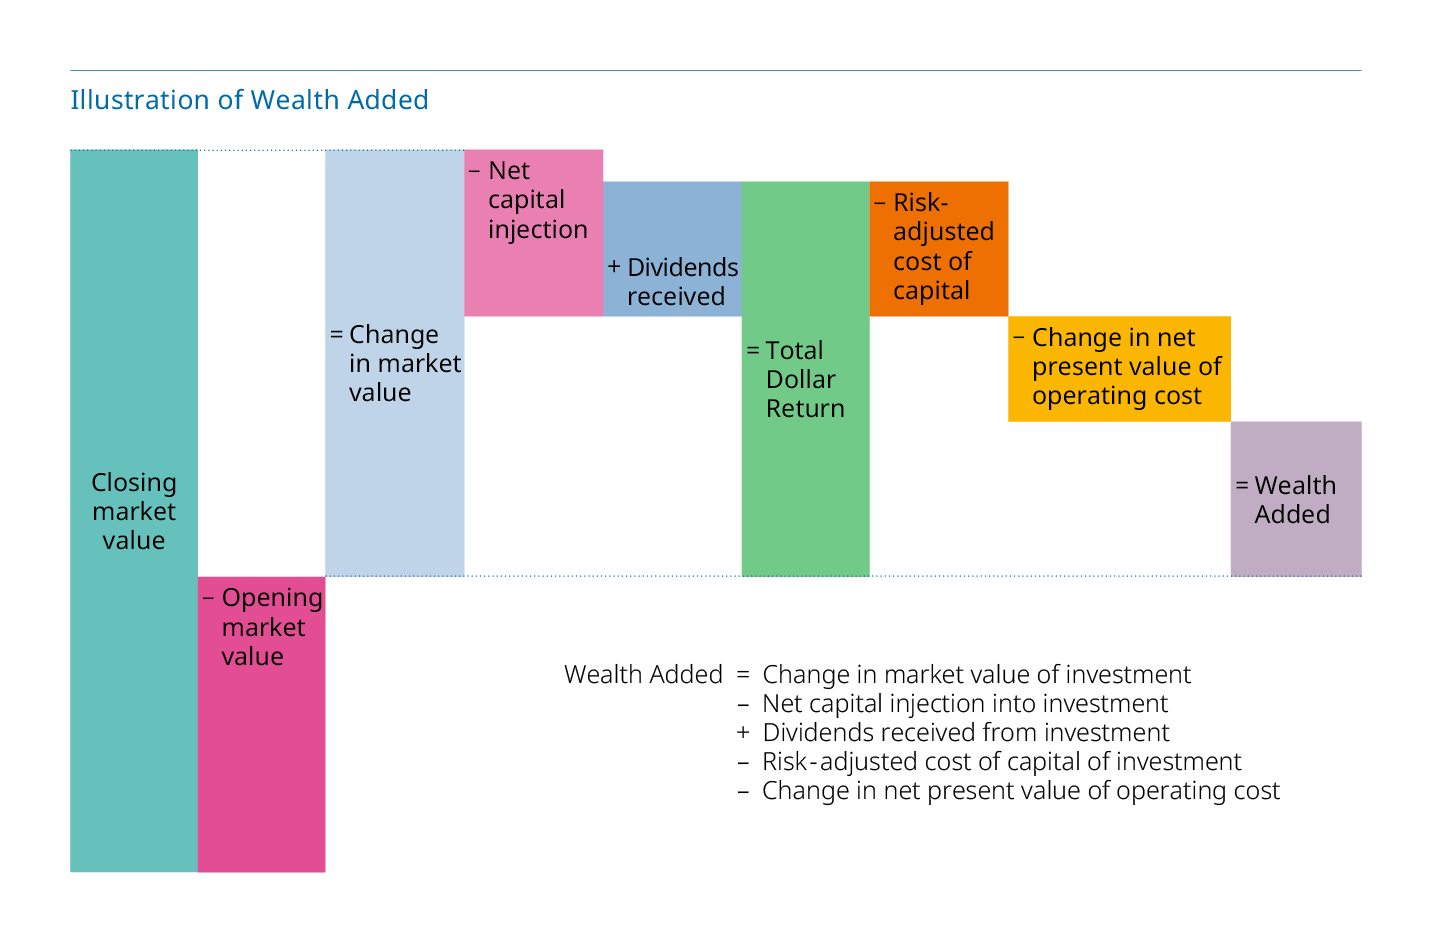 Illustration of Wealth Added
Closing
market
value
– Opening
market
value
= Change
in market
value
– Net
capital
injection
+ Dividends
received
= Total
Dollar
Return
– Risk-
adjusted
cost of
capital
– Change in net
present value of
operating cost
= Wealth
Added
Wealth Added = Change in market value of investment
– Net capital injection into investment
+ Dividends received from investment
– Risk-adjusted cost of capital of investment
– Change in net present value of operating cost